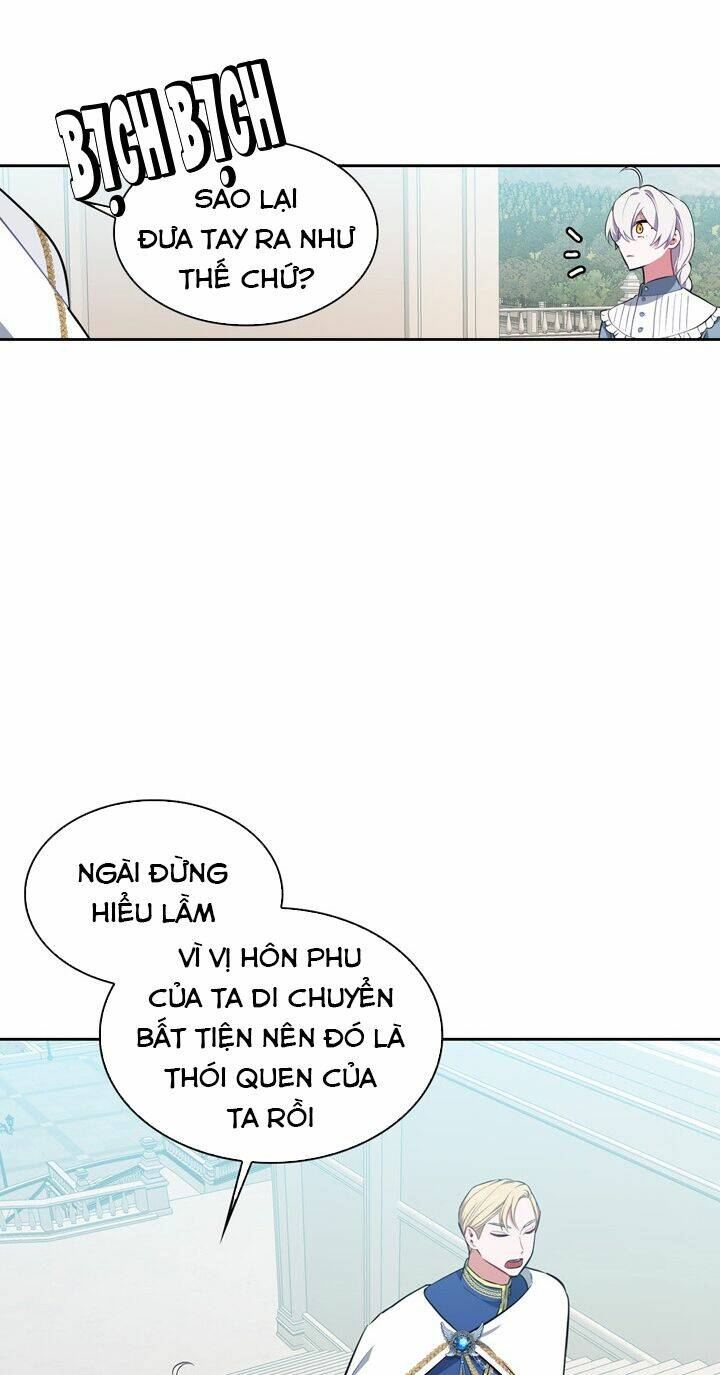 BỊCH BỊCH
SAO LẠI
ĐƯA TAY RA NHƯ
THẾ CHỨ?
NGÀI ĐỪNG
HIỂU LẦM
VÌ VỊ HÔN PHU
CỦA TA DI CHUYỂN
BẤT TIỆN NÊN ĐÓ LÀ
THÓI QUEN CỦA
TA RỒI